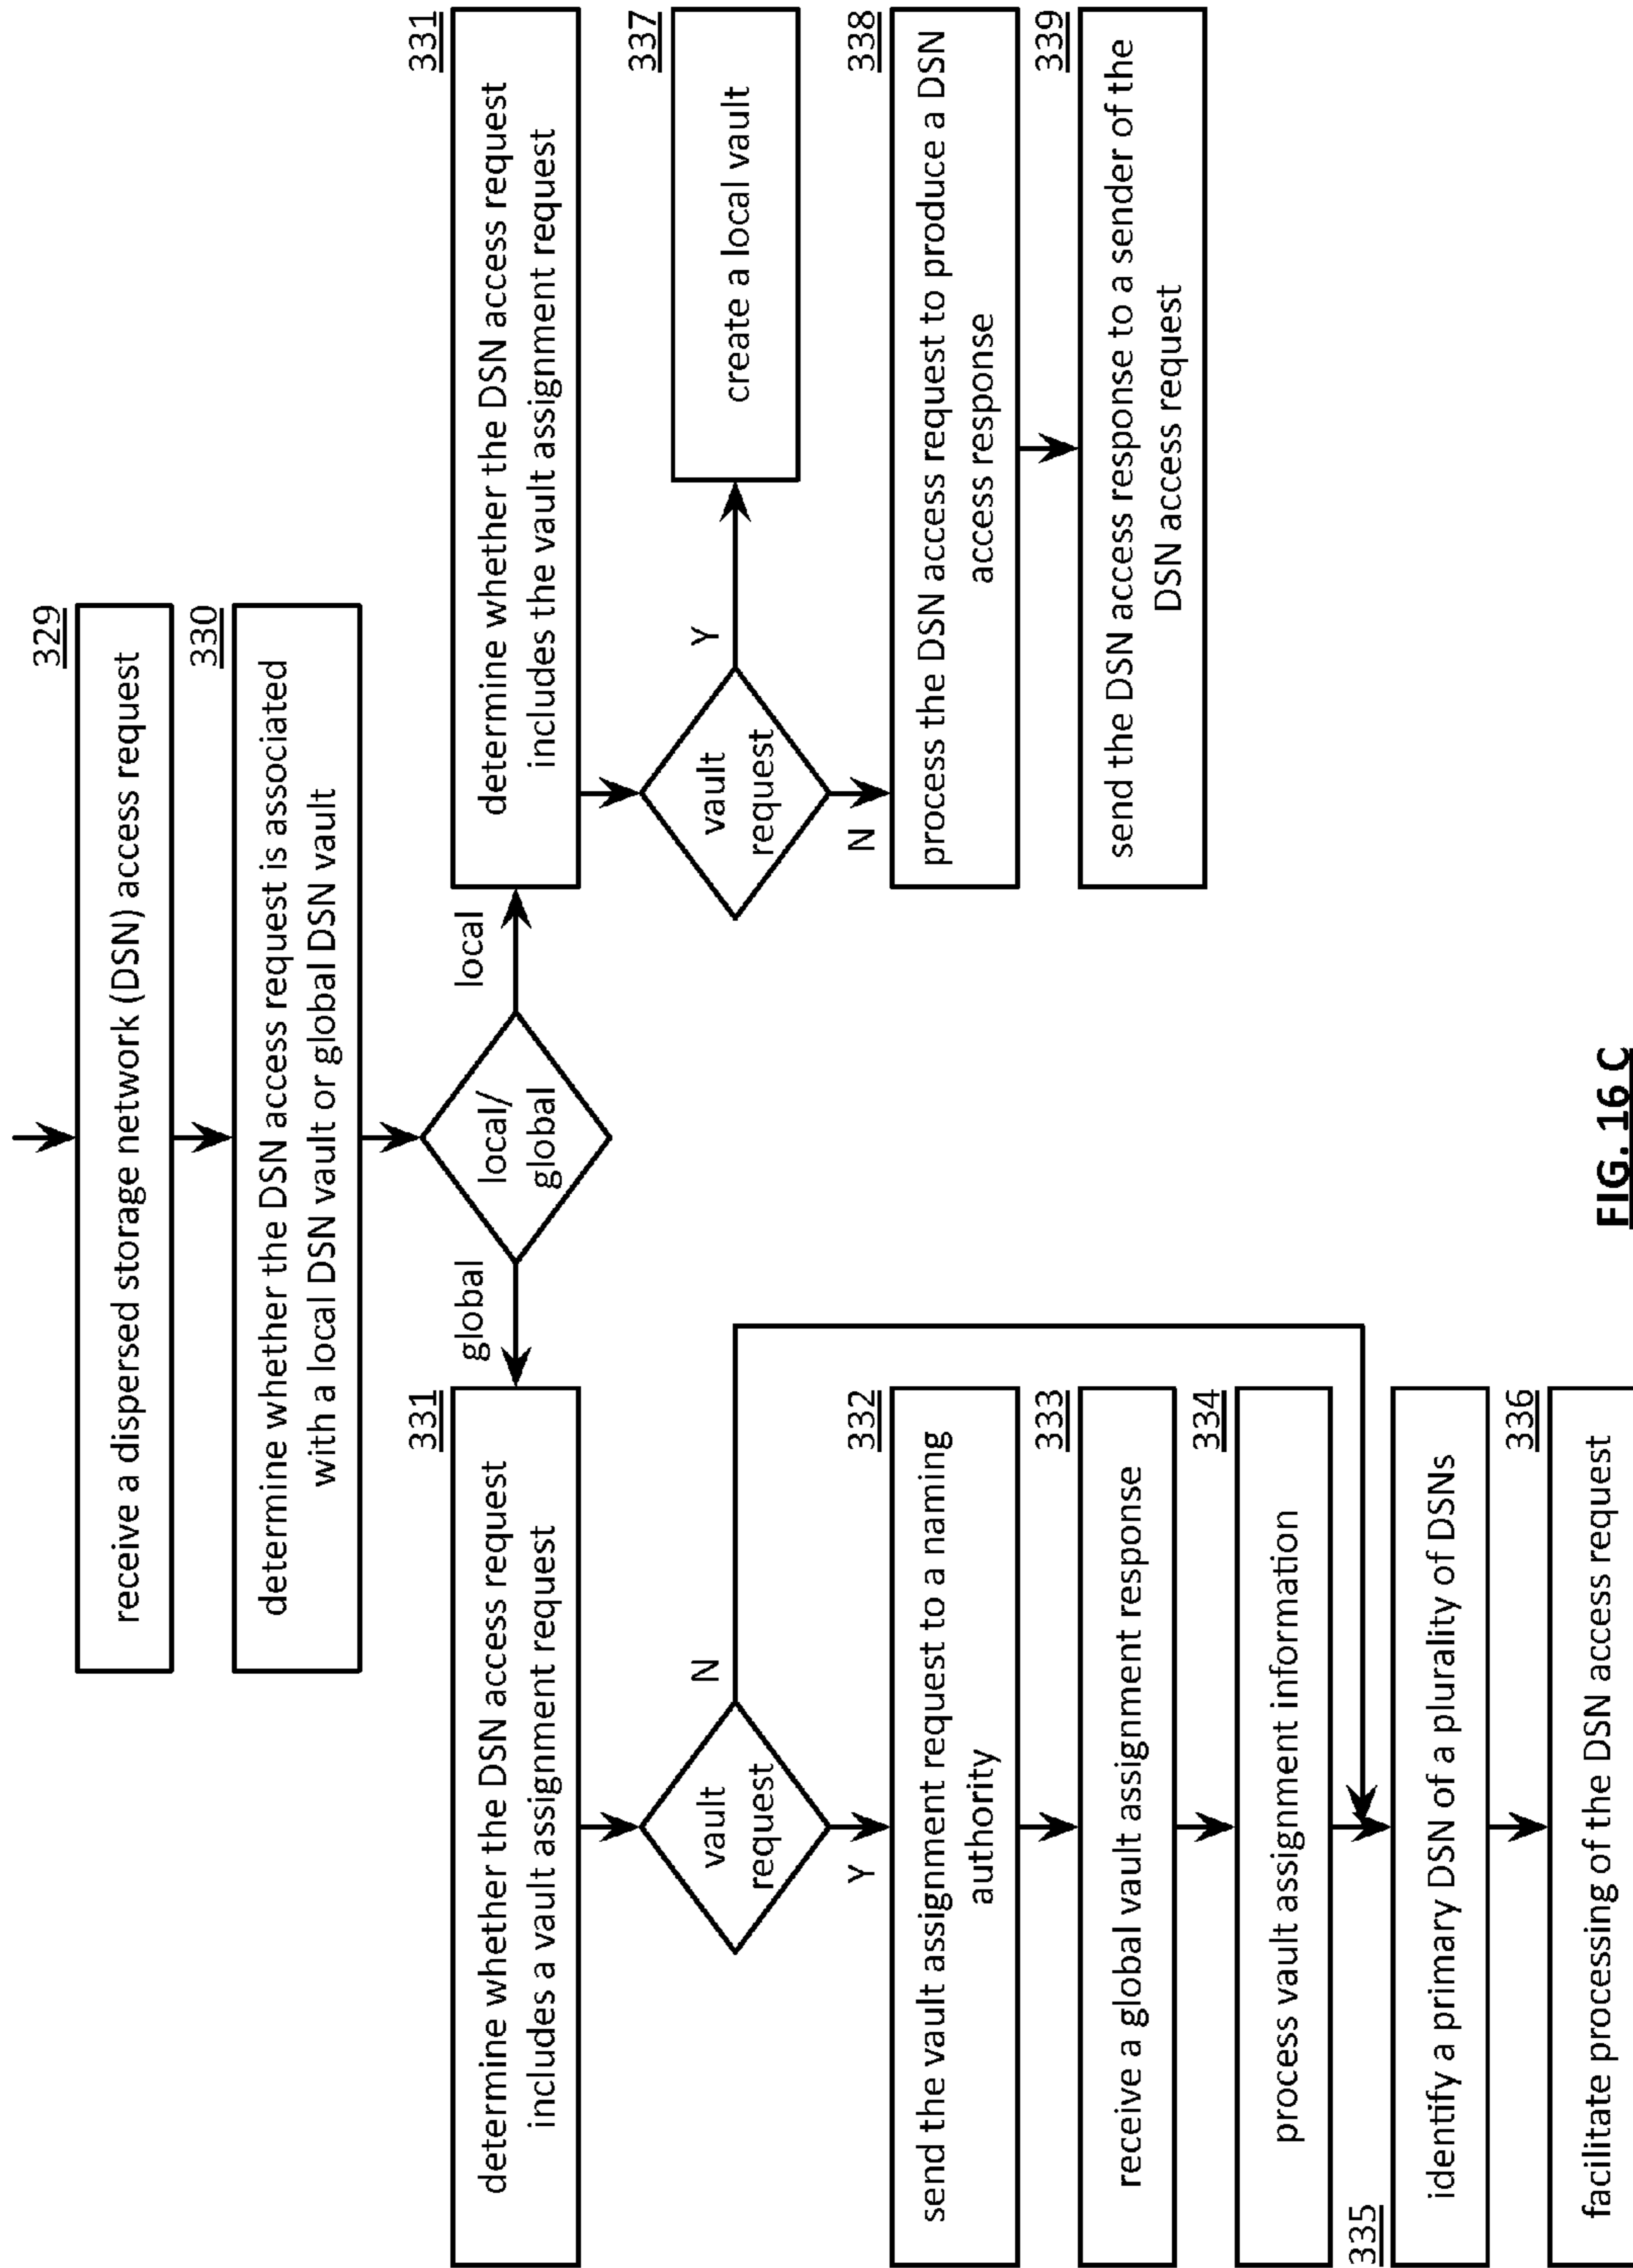 329
receive a dispersed storage network (DSN) access request
330
determine whether the DSN access request is associated
with a local DSN vault or global DSN vault
local/
global
global
local
331
determine whether the DSN access request
includes a vault assignment request
vault
request
N
Y
332
send the vault assignment request to a naming
authority
333
receive a global vault assignment response
334
process vault assignment information
335
identify a primary DSN of a plurality of DSNs
336
facilitate processing of the DSN access request
331
determine whether the DSN access request
includes the vault assignment request
vault
request
Y
N
337
create a local vault
338
process the DSN access request to produce a DSN
access response
339
send the DSN access response to a sender of the
DSN access request
FIG. 16 C